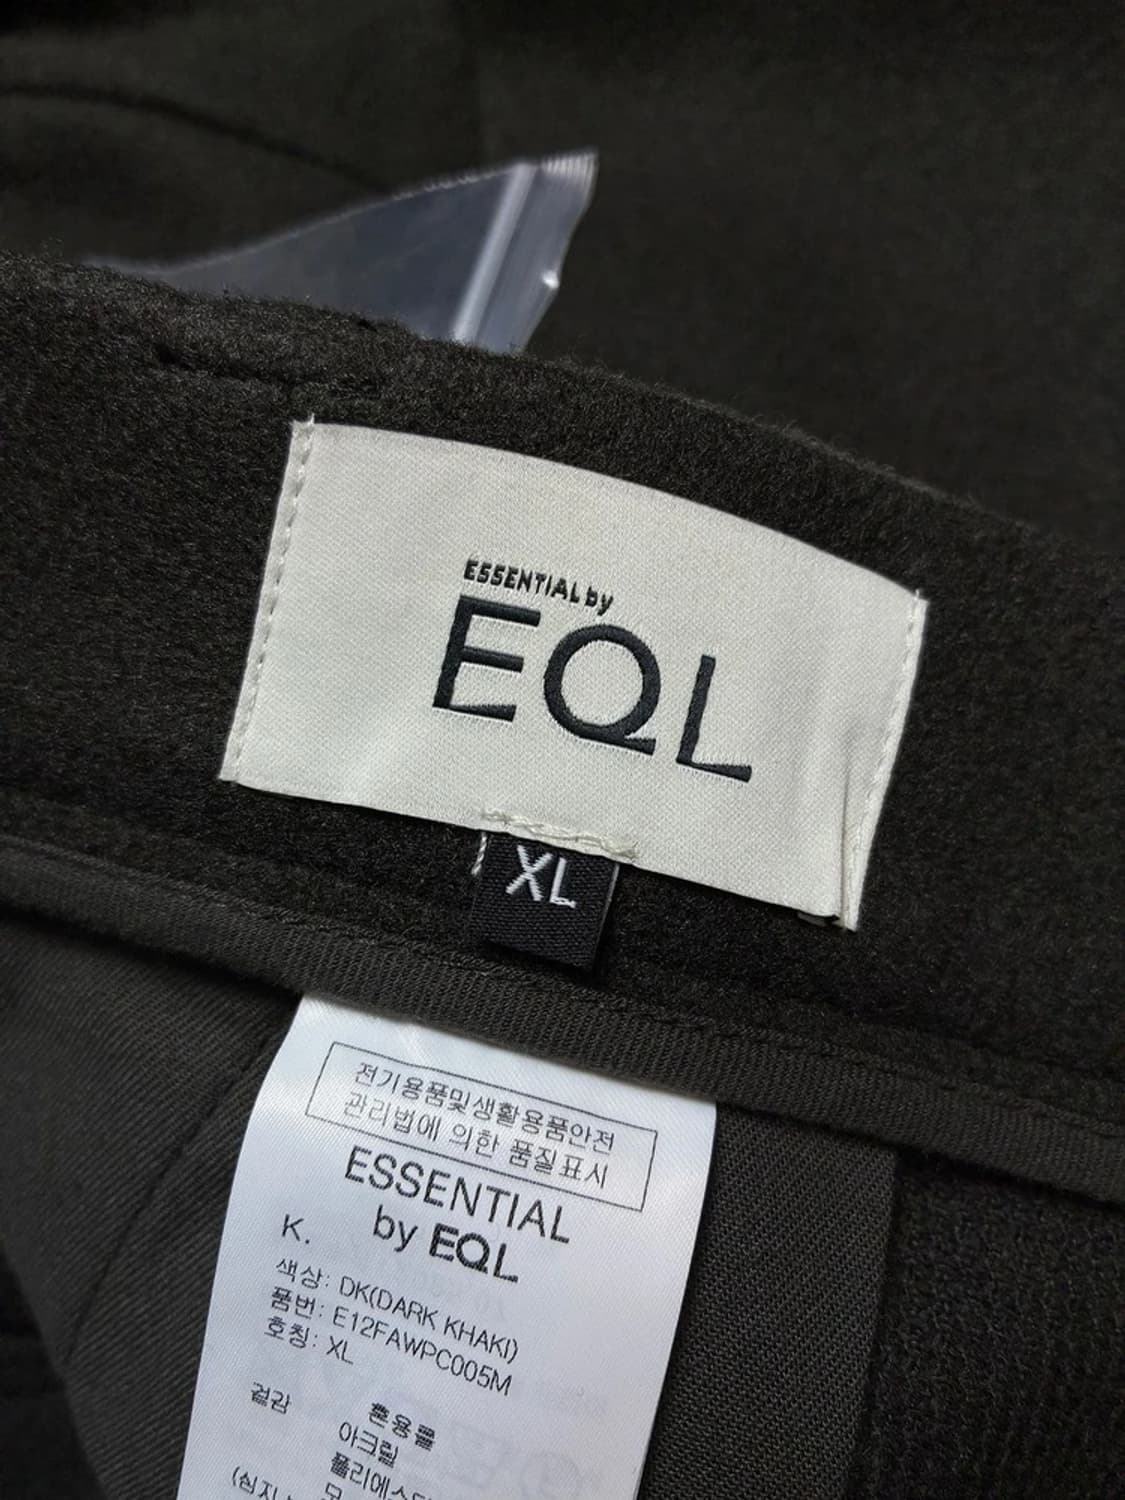 ESSENTIAL by
EQL
XL
전기용품및생활용품안전
관리법에 의한 품질표시
ESSENTIAL
by EQL
K.
색상: DK(DARK KHAKI)
품번: E12FAWPC005M
호칭: XL
겉감 혼용률
아크릴
폴리에스
모